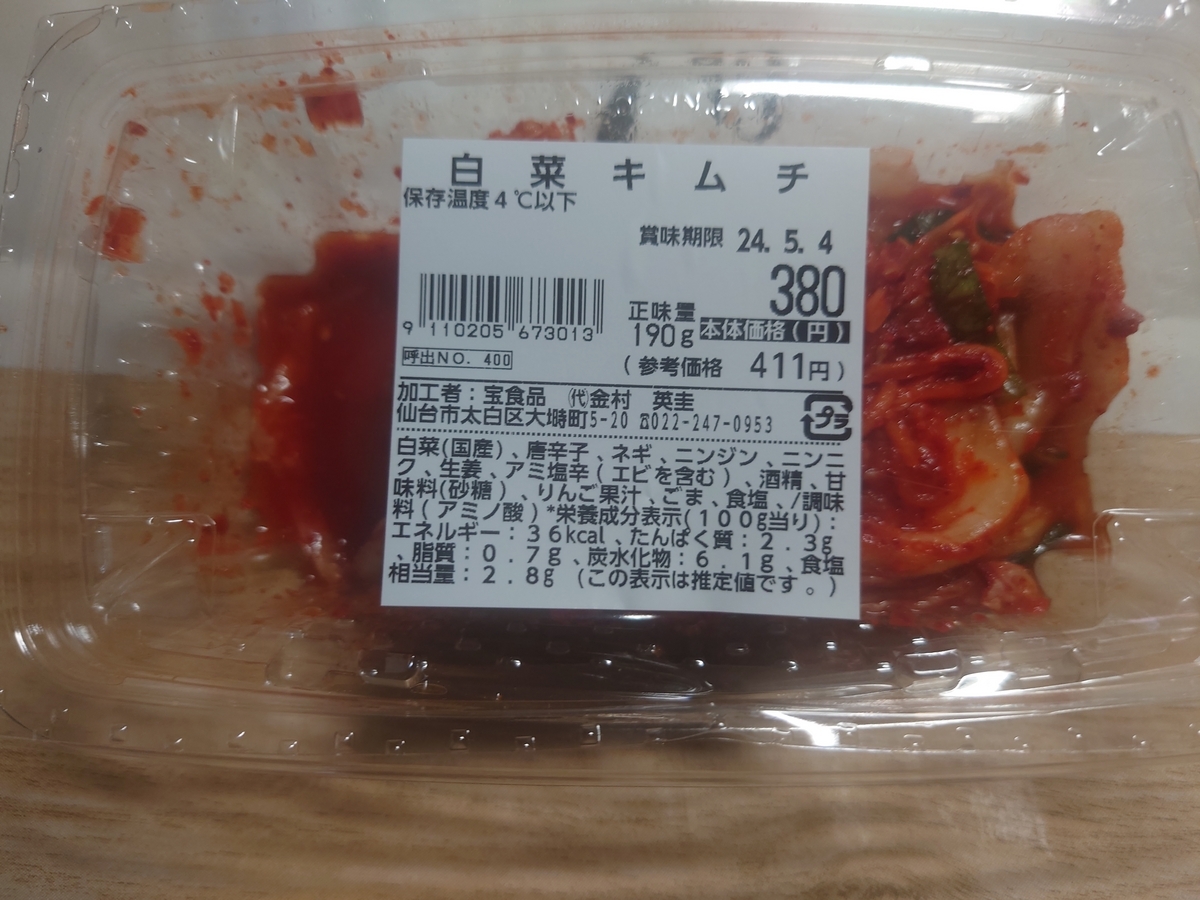 白菜キムチ
保存温度4℃以下
賞味期限 24.5.4
380
正味量
190g 本体価格(円)
9 110205 673013
呼出NO. 400
(参考価格 411円)
加工者:宝食品 ㈹金村 英圭
仙台市太白区大塒町5-20 ☎022-247-0953
プラ
白菜(国産)、唐辛子、ネギ、ニンジン、ニンニ
ク、生姜、アミ塩辛(エビを含む)、酒精、甘
味料(砂糖)、りんご果汁、ごま、食塩、/調味
料(アミノ酸)*栄養成分表示(100g当り):
エネルギー:36kcal、たんぱく質:2.3g
、脂質:0.7g、炭水化物:6.1g、食塩
相当量:2.8g (この表示は推定値です。)